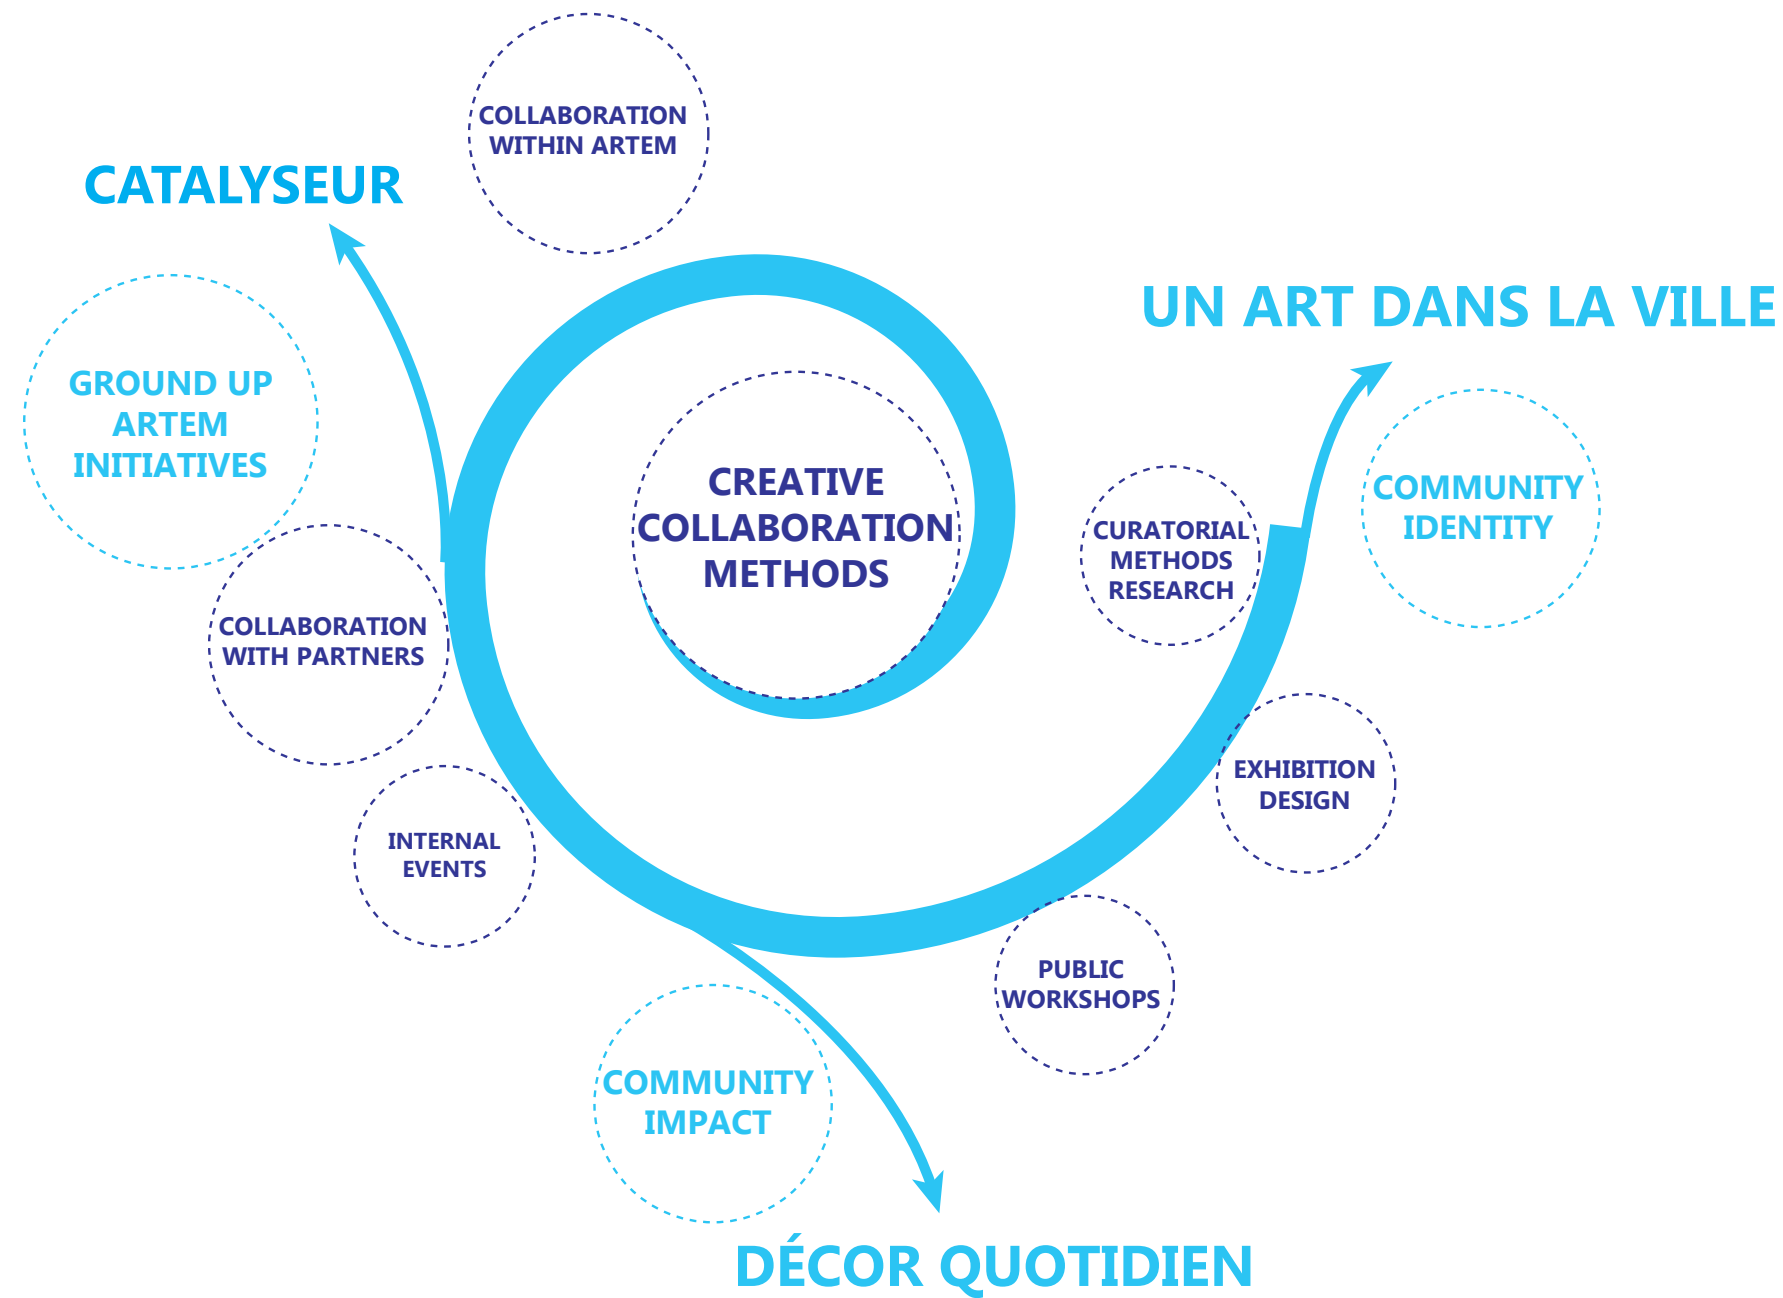 COLLABORATION
WITHIN ARTEM
CATALYSEUR
UN ART DANS LA VILLE
GROUND UP
ARTEM
INITIATIVES
CREATIVE
COLLABORATION
METHODS
COMMUNITY
IDENTITY
CURATORIAL
METHODS
RESEARCH
COLLABORATION
WITH PARTNERS
EXHIBITION
DESIGN
INTERNAL
EVENTS
PUBLIC
WORKSHOPS
COMMUNITY
IMPACT
DÉCOR QUOTIDIEN